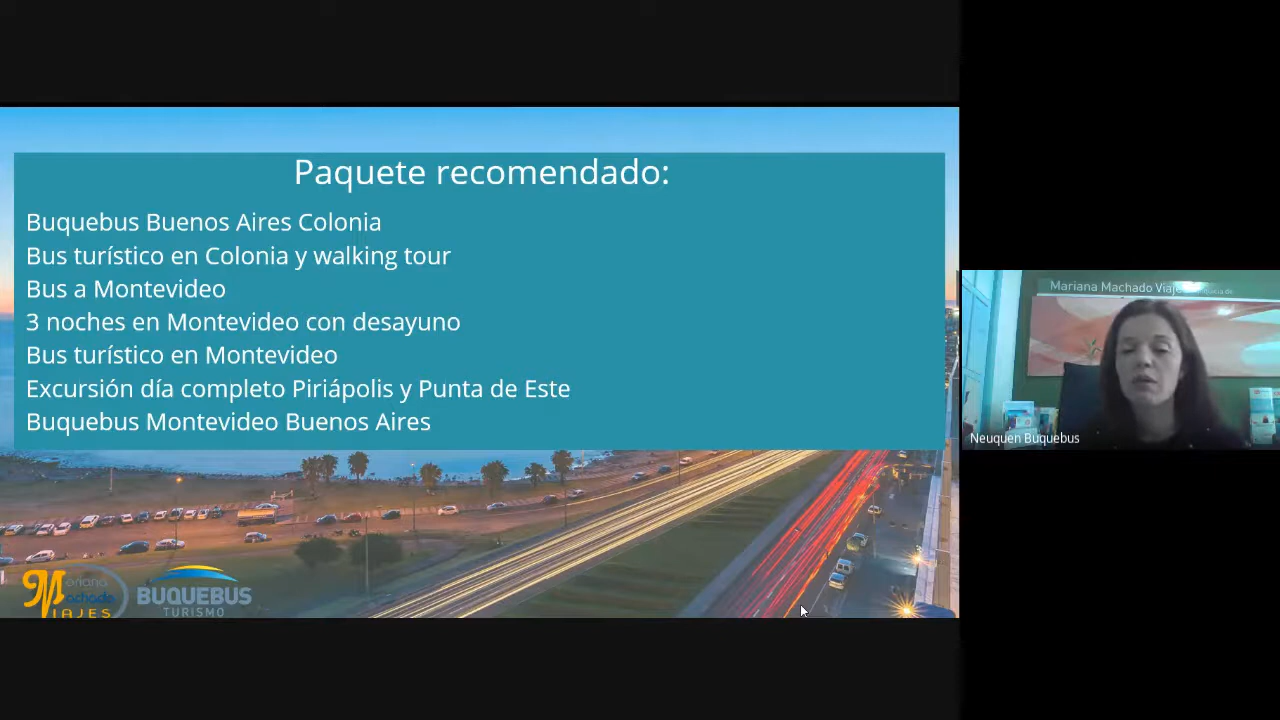 Paquete recomendado:
Buquebus Buenos Aires Colonia
Bus turístico en Colonia y walking tour
Bus a Montevideo
3 noches en Montevideo con desayuno
Bus turístico en Montevideo
Excursión día completo Piriápolis y Punta de Este
Buquebus Montevideo Buenos Aires
Mariana
Machado
VIAJES
BUQUEBUS
TURISMO
Mariana Machado Viajes
Neuquen Buquebus